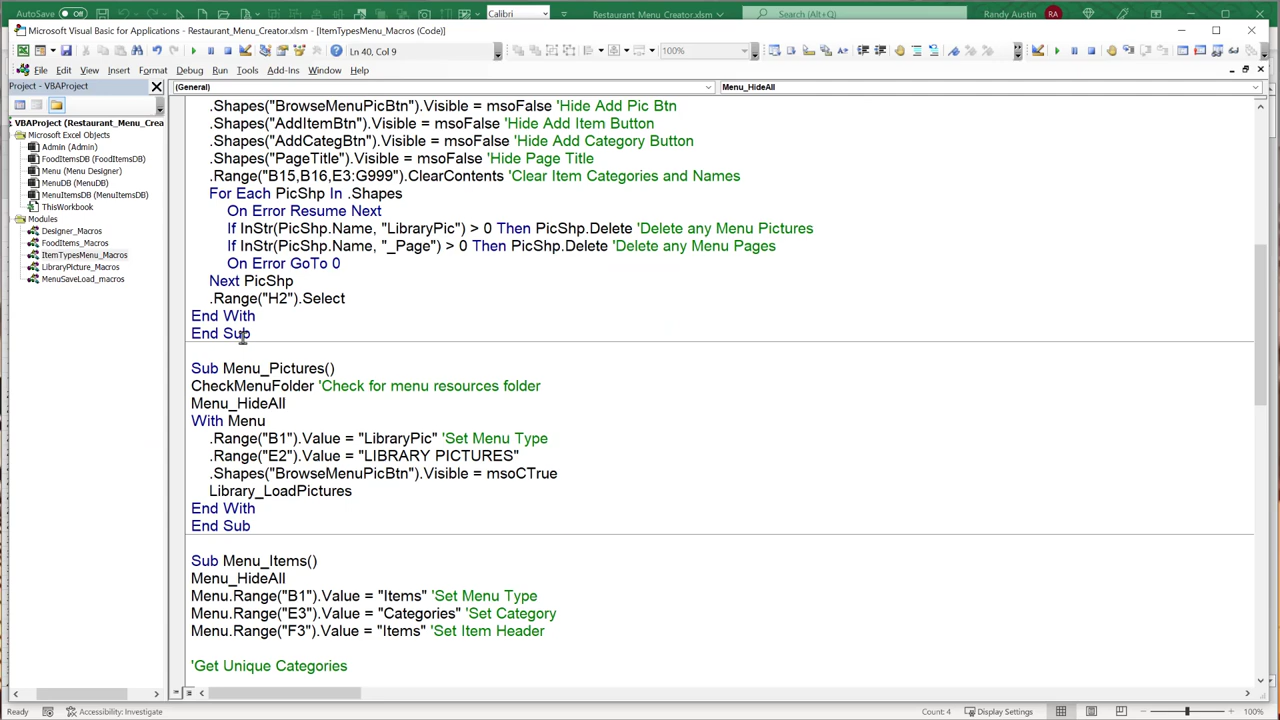 AutoSave Off
Calibri
Restaurant_Menu_Creator.xlsm
Search (Alt+Q)
Randy Austin RA
Microsoft Visual Basic for Applications - Restaurant_Menu_Creator.xlsm - [ItemTypesMenu_Macros (Code)]
Ln 40, Col 9
100%
File Edit View Insert Format Debug Run Tools Add-Ins Window Help
Project - VBAProject
(General)
Menu_HideAll
VBAProject (Restaurant_Menu_Crea
Microsoft Excel Objects
Admin (Admin)
FoodItemsDB (FoodItemsDB)
Menu (Menu Designer)
MenuDB (MenuDB)
MenuItemsDB (MenuItemsDB)
ThisWorkbook
Modules
Designer_Macros
FoodItems_Macros
ItemTypesMenu_Macros
LibraryPicture_Macros
MenuSaveLoad_macros
.Shapes("BrowseMenuPicBtn").Visible = msoFalse 'Hide Add Pic Btn
.Shapes("AddItemBtn").Visible = msoFalse 'Hide Add Item Button
.Shapes("AddCategBtn").Visible = msoFalse 'Hide Add Category Button
.Shapes("PageTitle").Visible = msoFalse 'Hide Page Title
.Range("B15,B16,E3:G999").ClearContents 'Clear Item Categories and Names
For Each PicShp In .Shapes
On Error Resume Next
If InStr(PicShp.Name, "LibraryPic") > 0 Then PicShp.Delete 'Delete any Menu Pictures
If InStr(PicShp.Name, "_Page") > 0 Then PicShp.Delete 'Delete any Menu Pages
On Error GoTo 0
Next PicShp
.Range("H2").Select
End With
End Sub
Sub Menu_Pictures()
CheckMenuFolder 'Check for menu resources folder
Menu_HideAll
With Menu
.Range("B1").Value = "LibraryPic" 'Set Menu Type
.Range("E2").Value = "LIBRARY PICTURES"
.Shapes("BrowseMenuPicBtn").Visible = msoCTrue
Library_LoadPictures
End With
End Sub
Sub Menu_Items()
Menu_HideAll
Menu.Range("B1").Value = "Items" 'Set Menu Type
Menu.Range("E3").Value = "Categories" 'Set Category
Menu.Range("F3").Value = "Items" 'Set Item Header
'Get Unique Categories
Ready
Accessibility: Investigate
Count: 4
Display Settings
100%